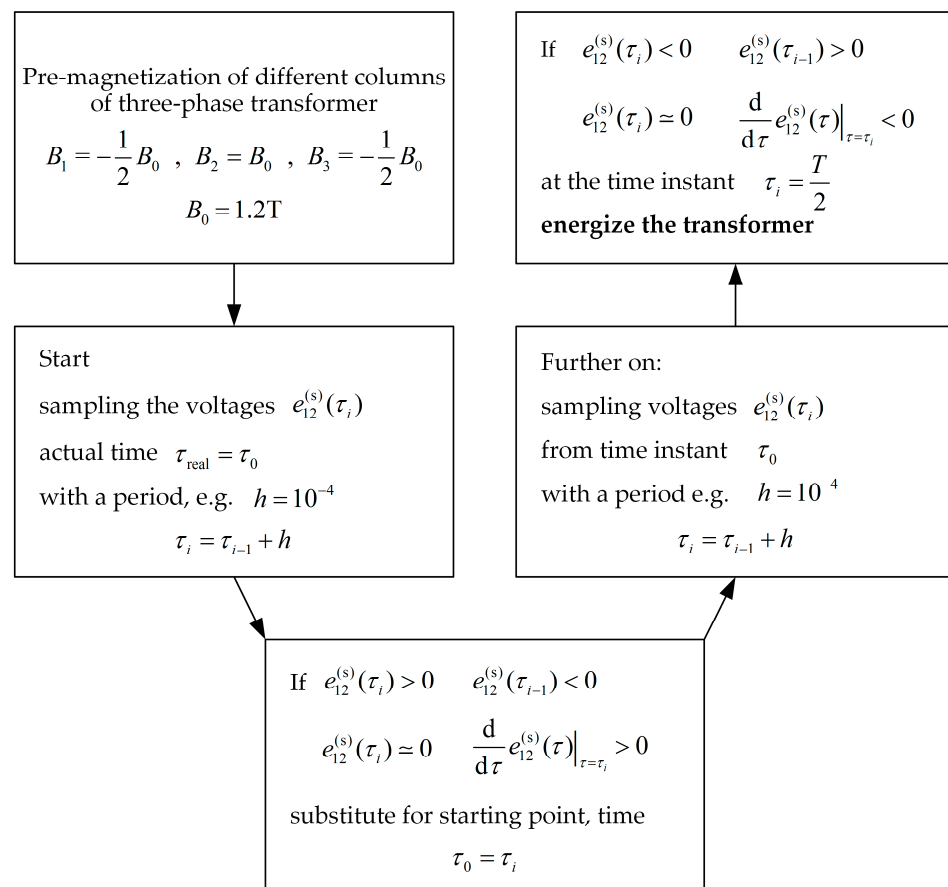 Pre-magnetization of different columns
of three-phase transformer
B₁ = −1/2 B₀ , B₂ = B₀ , B₃ = −1/2 B₀
B₀ = 1.2T
Start
sampling the voltages e₁₂⁽ˢ⁾(τᵢ)
actual time τ_real = τ₀
with a period, e.g. h = 10⁻⁴
τᵢ = τᵢ₋₁ + h
If e₁₂⁽ˢ⁾(τᵢ) > 0 e₁₂⁽ˢ⁾(τᵢ₋₁) < 0
e₁₂⁽ˢ⁾(τᵢ) ≃ 0 d/dτ e₁₂⁽ˢ⁾(τ)|τ=τᵢ > 0
substitute for starting point, time
τ₀ = τᵢ
Further on:
sampling voltages e₁₂⁽ˢ⁾(τᵢ)
from time instant τ₀
with a period e.g. h = 10 ⁴
τᵢ = τᵢ₋₁ + h
If e₁₂⁽ˢ⁾(τᵢ) < 0 e₁₂⁽ˢ⁾(τᵢ₋₁) > 0
e₁₂⁽ˢ⁾(τᵢ) ≃ 0 d/dτ e₁₂⁽ˢ⁾(τ)|τ=τᵢ < 0
at the time instant τᵢ = T/2
energize the transformer